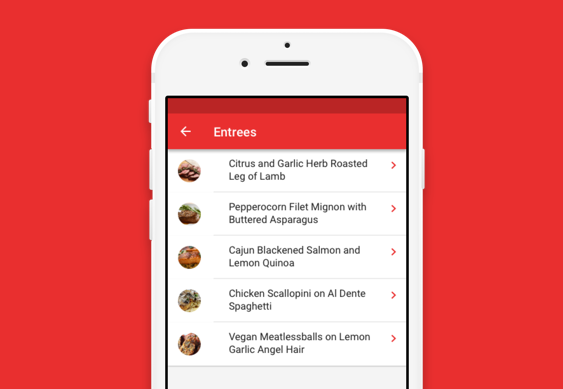 Entrees
Citrus and Garlic Herb Roasted
Leg of Lamb
Pepperocorn Filet Mignon with
Buttered Asparagus
Cajun Blackened Salmon and
Lemon Quinoa
Chicken Scallopini on Al Dente
Spaghetti
Vegan Meatlessballs on Lemon
Garlic Angel Hair